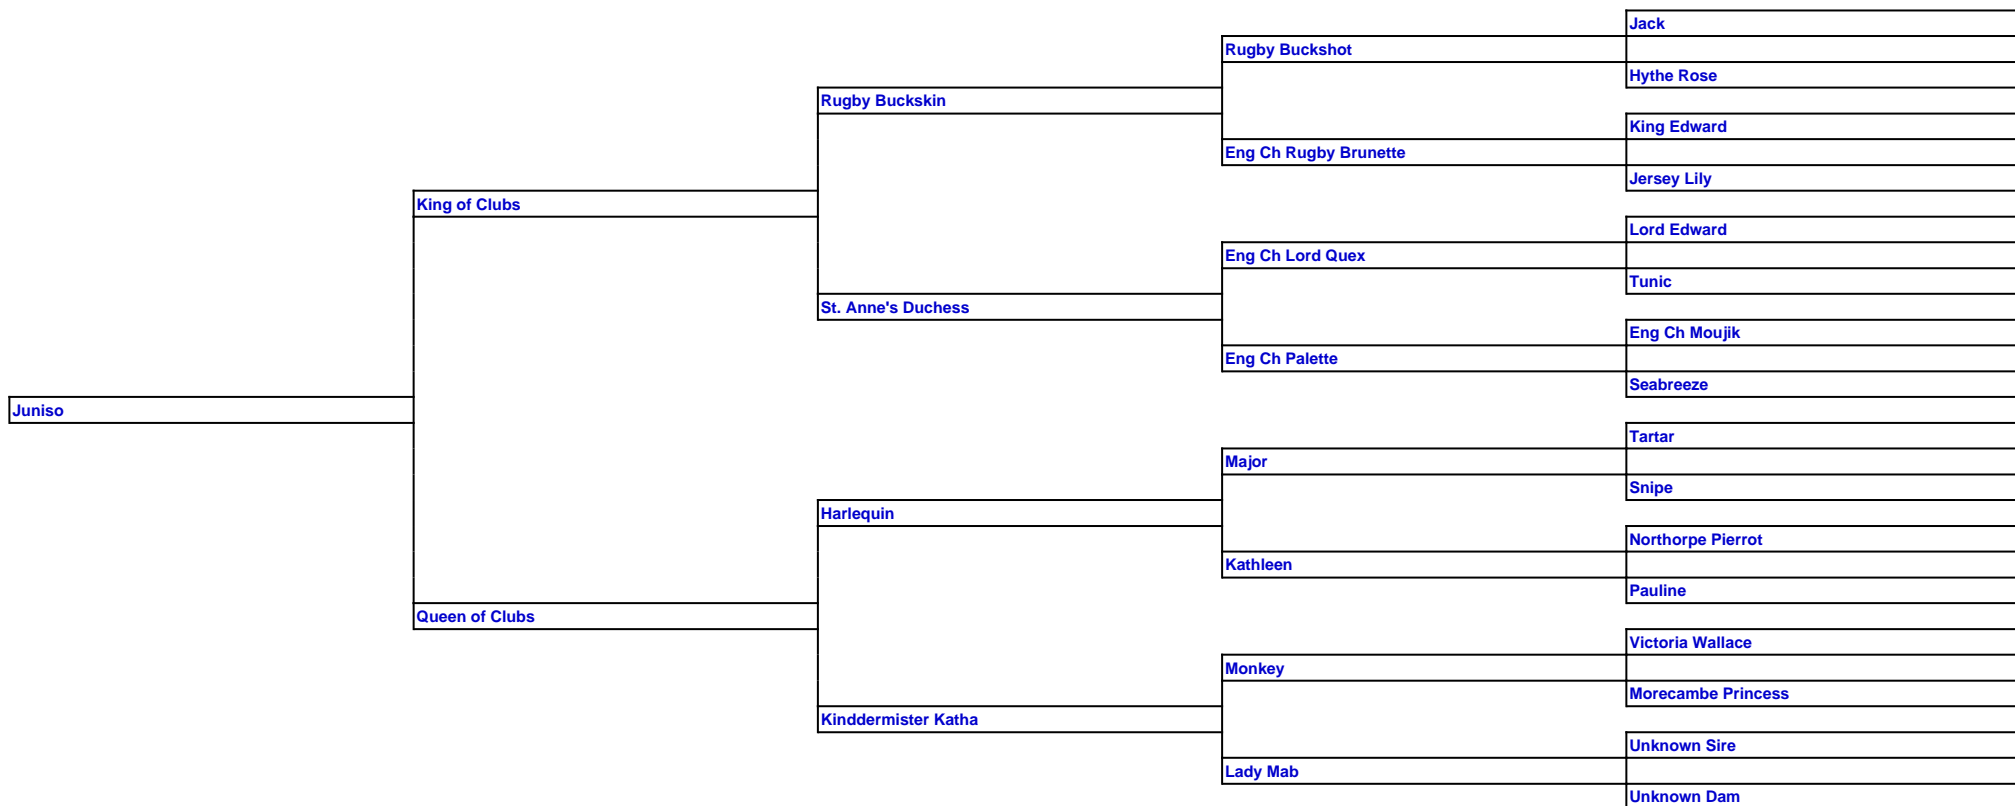 Jack
Rugby Buckshot
Hythe Rose
Rugby Buckskin
King Edward
Eng Ch Rugby Brunette
Jersey Lily
King of Clubs
Lord Edward
Eng Ch Lord Quex
Tunic
St. Anne's Duchess
Eng Ch Moujik
Eng Ch Palette
Seabreeze
Juniso
Tartar
Major
Snipe
Harlequin
Northorpe Pierrot
Kathleen
Pauline
Queen of Clubs
Victoria Wallace
Monkey
Morecambe Princess
Kinddermister Katha
Unknown Sire
Lady Mab
Unknown Dam